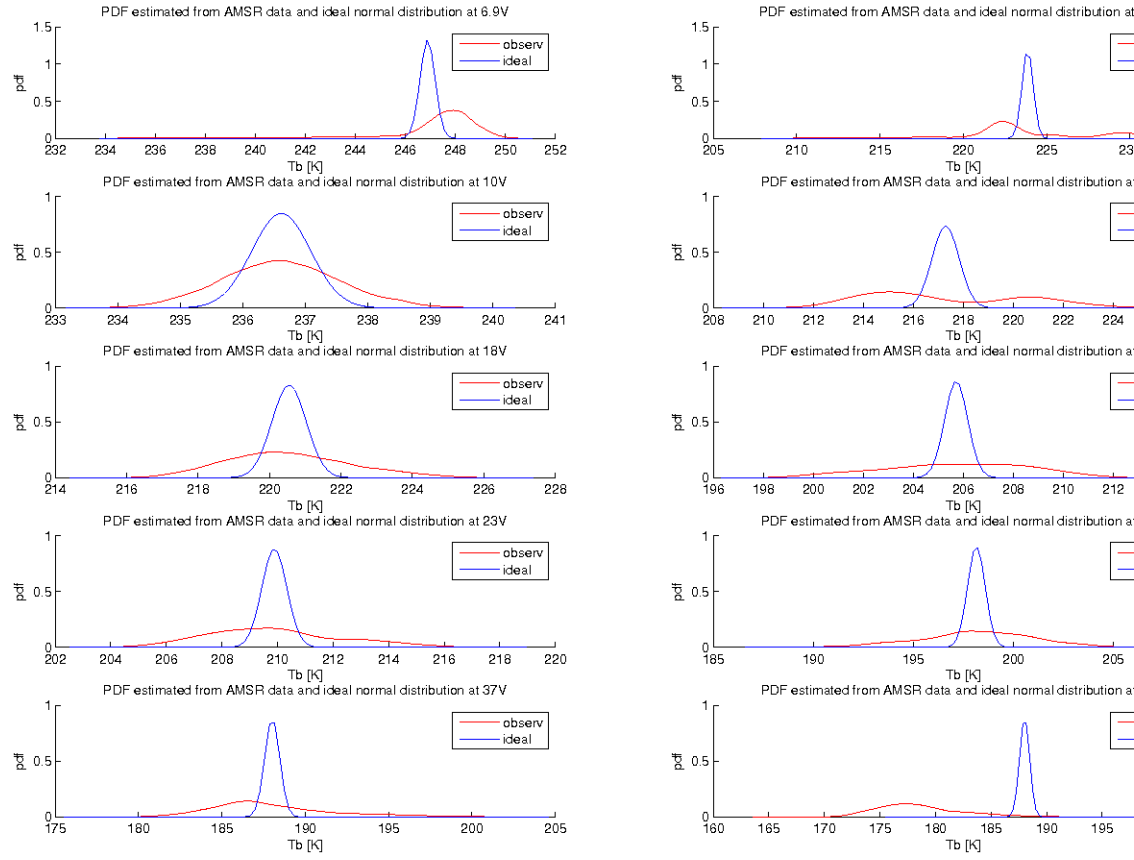 PDF estimated from AMSR data and ideal normal distribution at 6.9V
pdf
1.5
1
0.5
0
observ
ideal
232 234 236 238 240 242 244 246 248 250 252
Tb [K]
PDF estimated from AMSR data and ideal normal distribution at 10V
pdf
1
0.5
0
observ
ideal
233 234 235 236 237 238 239 240 241
Tb [K]
PDF estimated from AMSR data and ideal normal distribution at 18V
pdf
1
0.5
0
observ
ideal
214 216 218 220 222 224 226 228
Tb [K]
PDF estimated from AMSR data and ideal normal distribution at 23V
pdf
1
0.5
0
observ
ideal
202 204 206 208 210 212 214 216 218 220
Tb [K]
PDF estimated from AMSR data and ideal normal distribution at 37V
pdf
1
0.5
0
observ
ideal
175 180 185 190 195 200 205
Tb [K]
PDF estimated from AMSR data and ideal normal distribution at
pdf
1.5
1
0.5
0
205 210 215 220 225
Tb [K]
PDF estimated from AMSR data and ideal normal distribution at
pdf
1
0.5
0
208 210 212 214 216 218 220 222 224
Tb [K]
PDF estimated from AMSR data and ideal normal distribution at
pdf
1
0.5
0
196 198 200 202 204 206 208 210 212
Tb [K]
PDF estimated from AMSR data and ideal normal distribution at
pdf
1
0.5
0
185 190 195 200 205
Tb [K]
PDF estimated from AMSR data and ideal normal distribution at
pdf
1
0.5
0
160 165 170 175 180 185 190 195
Tb [K]